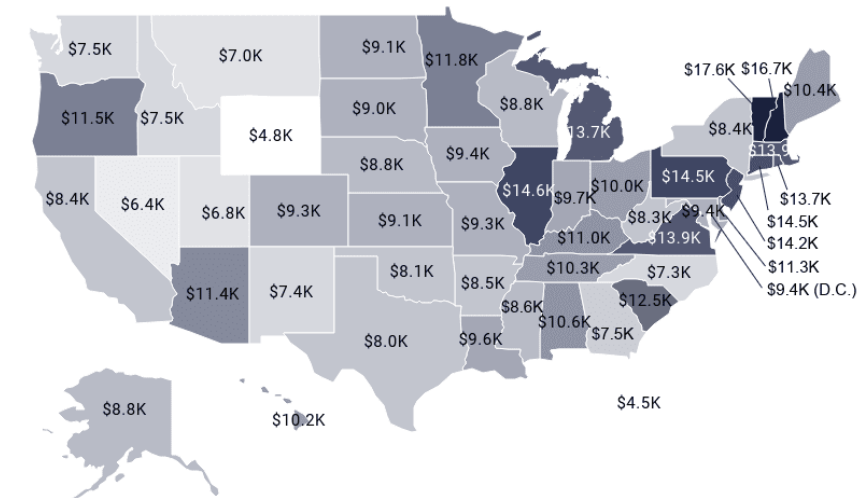 $7.5K
$7.0K
$9.1K
$11.8K
$17.6K $16.7K
$10.4K
$11.5K
$7.5K
$4.8K
$9.0K
$8.8K
13.7K
$8.4K
$13.9
$8.8K
$9.4K
$14.6K
$9.7K
$10.0K
$14.5K
$13.7K
$8.4K
$6.4K
$6.8K
$9.3K
$9.1K
$9.3K
$11.0K
$8.3K
$9.4K
$13.9K
$14.5K
$14.2K
$11.3K
$9.4K (D.C.)
$11.4K
$7.4K
$8.1K
$8.5K
$10.3K
$7.3K
$8.0K
$9.6K
$8.6K
$10.6K
$7.5K
$12.5K
$8.8K
$10.2K
$4.5K